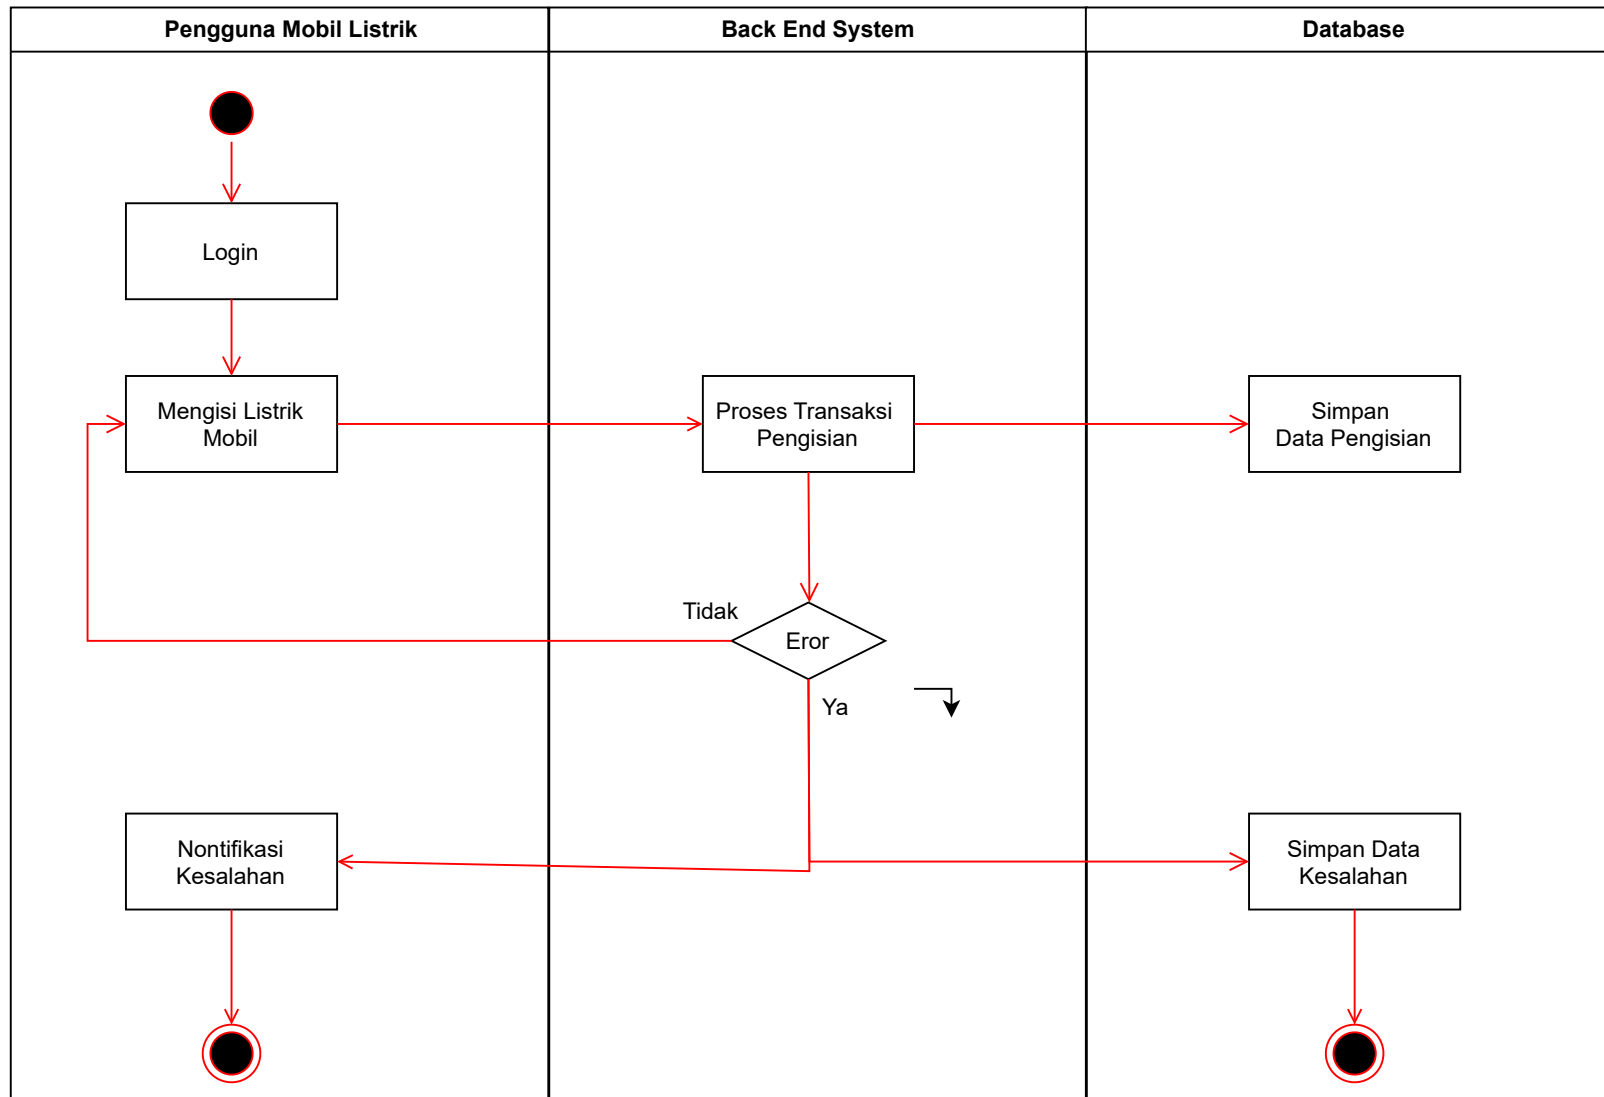 Pengguna Mobil Listrik
Back End System
Database
Login
Mengisi Listrik
Mobil
Proses Transaksi
Pengisian
Simpan
Data Pengisian
Tidak
Eror
Ya
Nontifikasi
Kesalahan
Simpan Data
Kesalahan